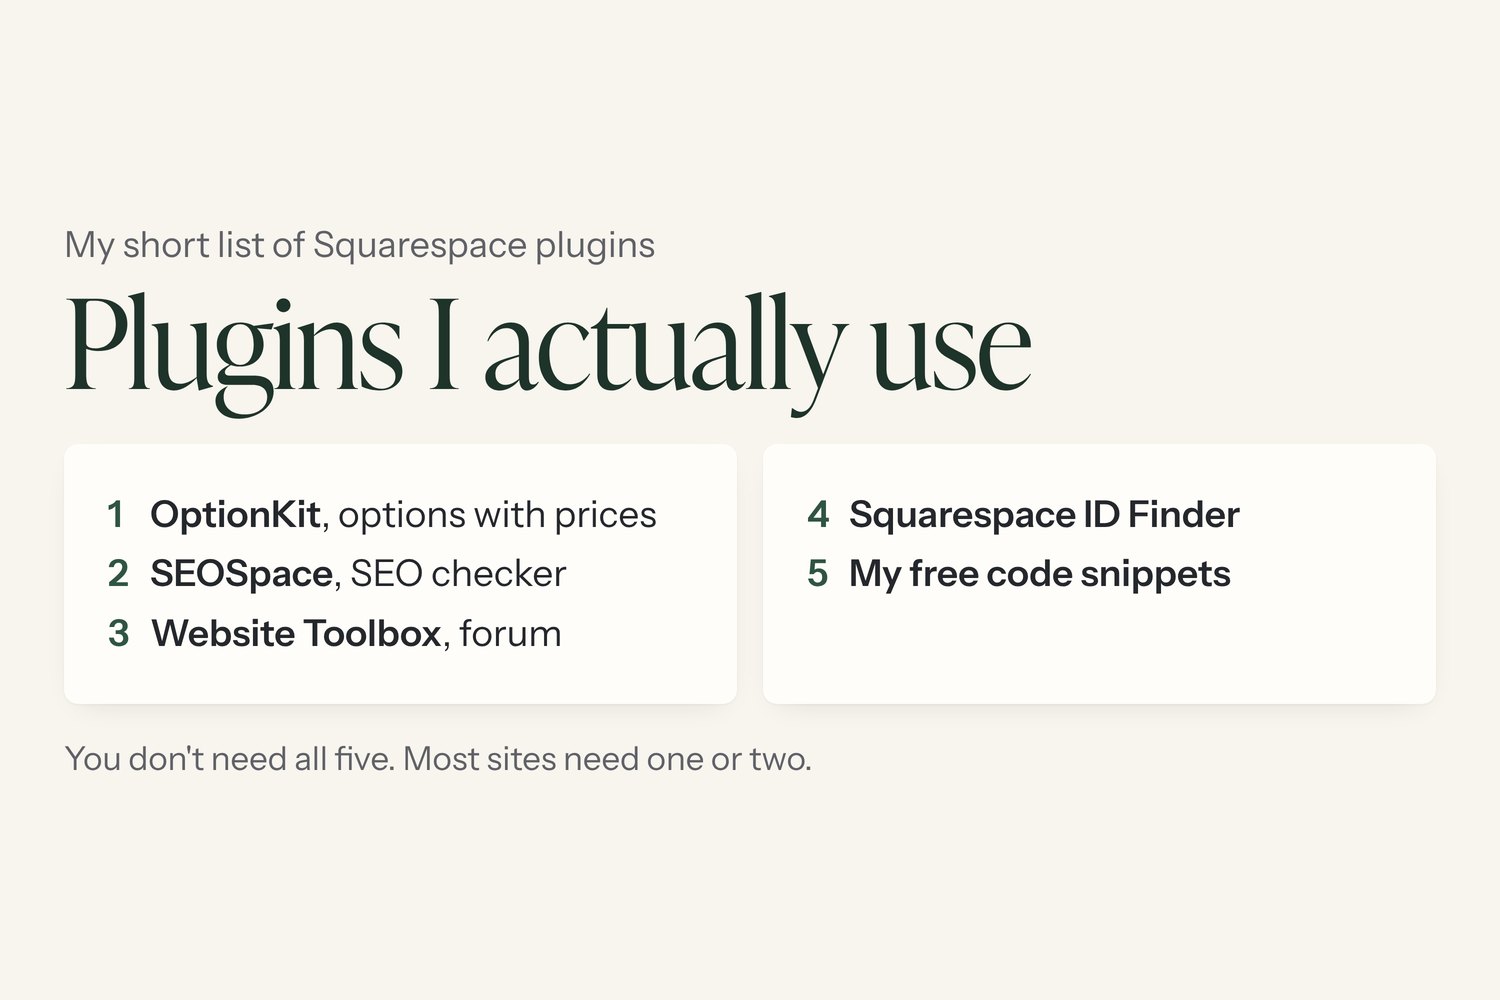 My short list of Squarespace plugins
Plugins I actually use
1 OptionKit, options with prices
2 SEOSpace, SEO checker
3 Website Toolbox, forum
4 Squarespace ID Finder
5 My free code snippets
You don't need all five. Most sites need one or two.